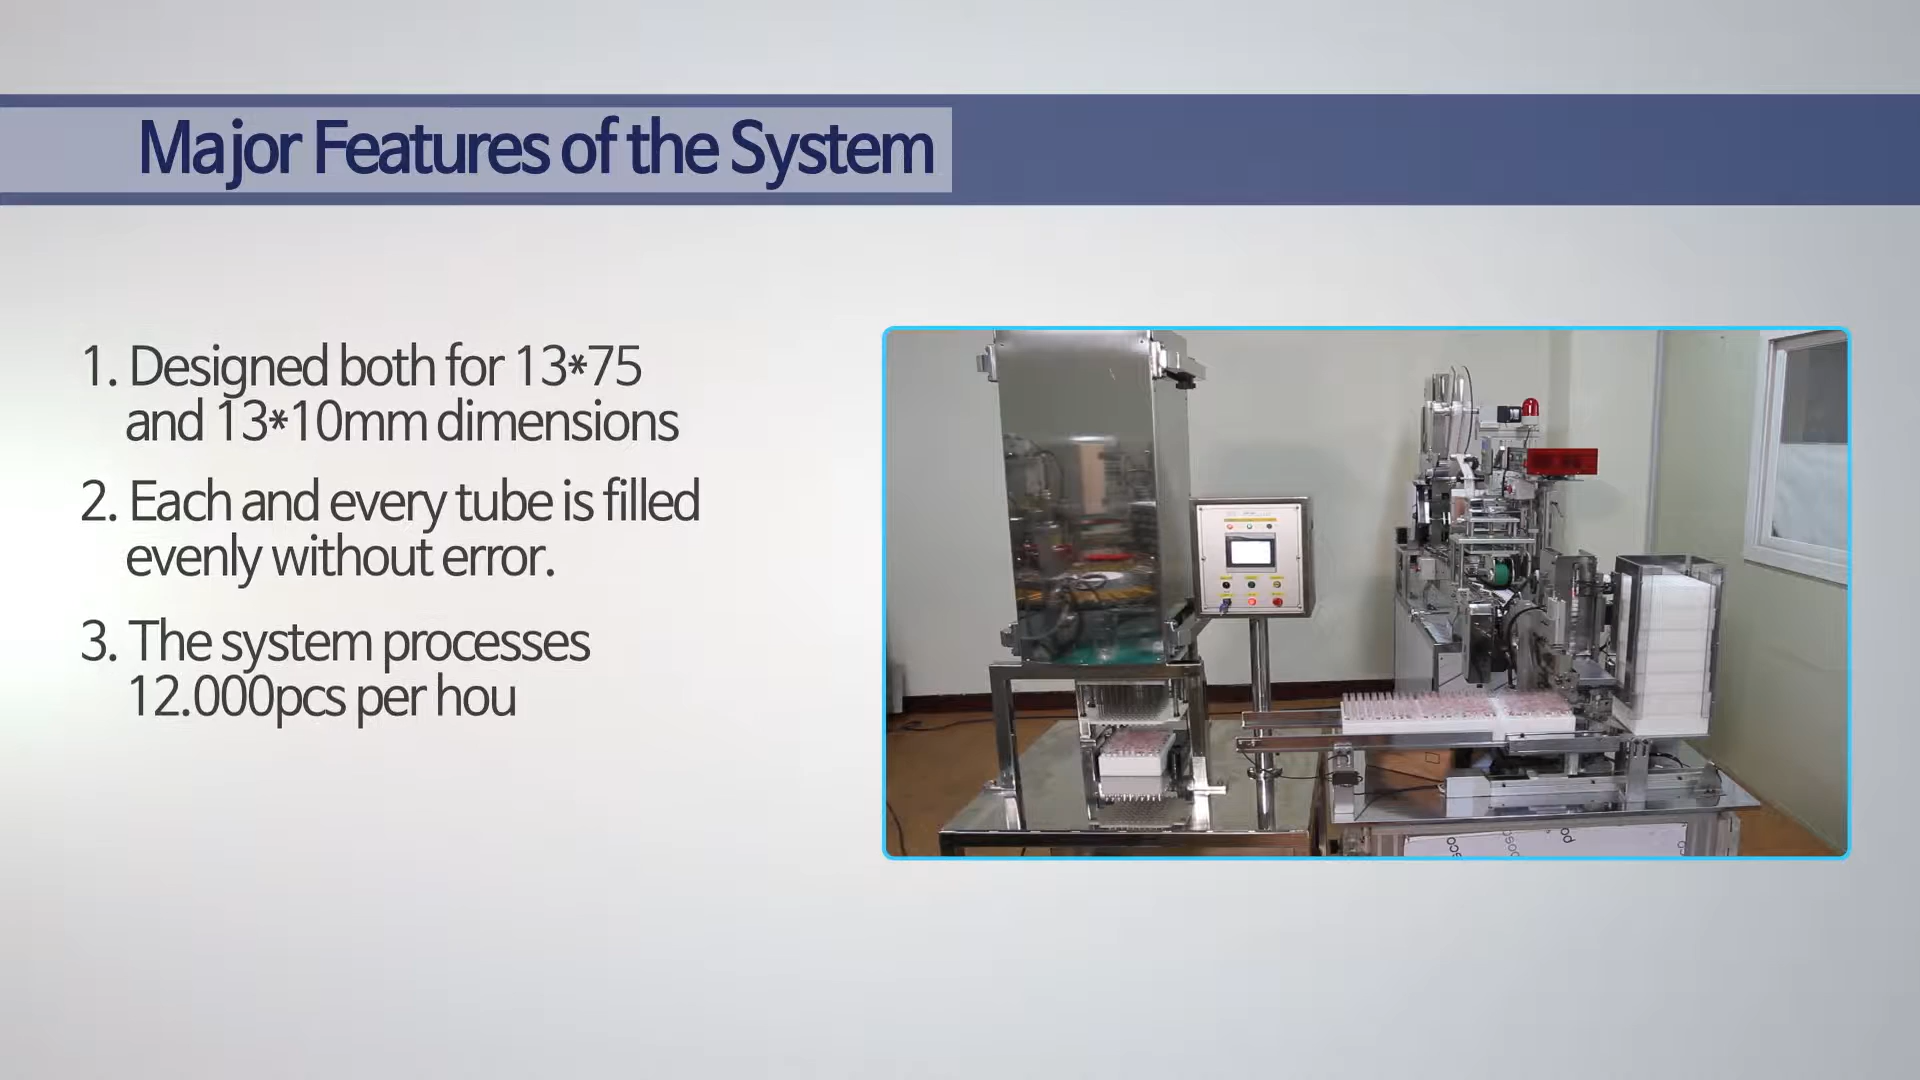 Major Features of the System
1. Designed both for 13*75
and 13*10mm dimensions
2. Each and every tube is filled
evenly without error.
3. The system processes
12.000pcs per hou
posco